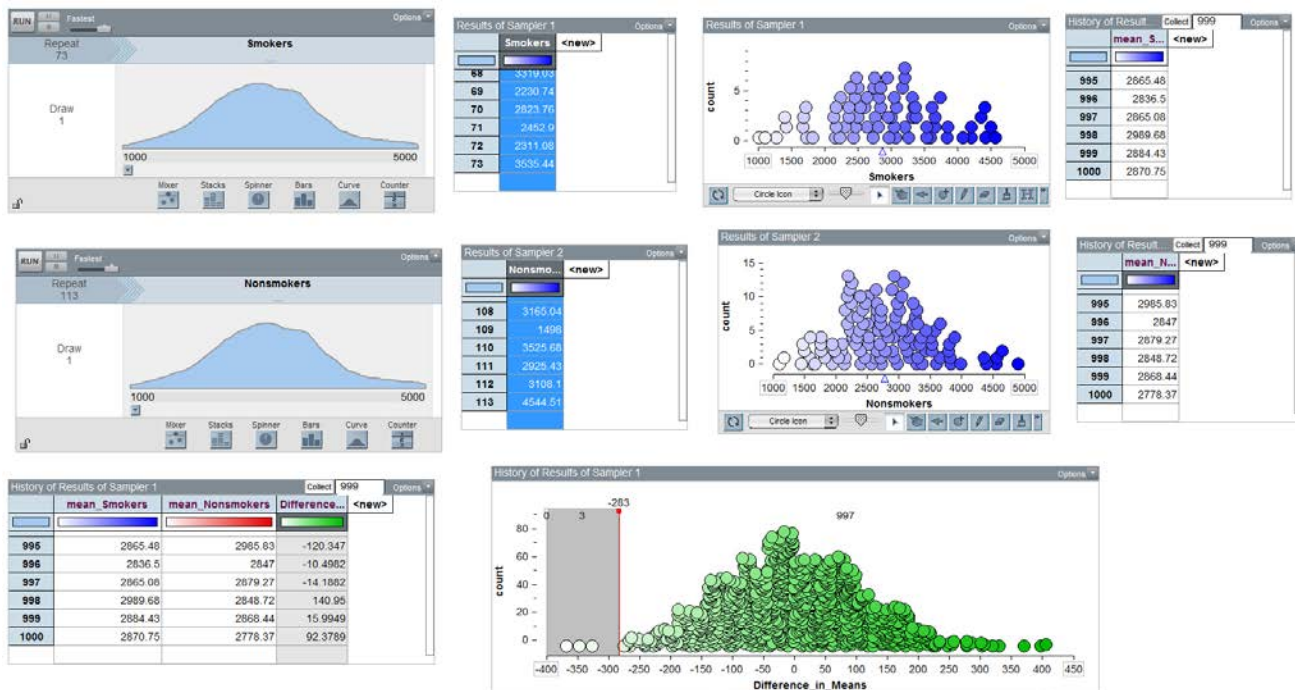 RUN Fastest Options
Repeat
73
Smokers
Draw
1
1000 5000
Mixer Stacks Spinner Bars Curve Counter
Results of Sampler 1 Options
Smokers <new>
68 3319.03
69 2230.74
70 2823.76
71 2452.9
72 2311.08
73 3535.44
Results of Sampler 1 Options
count
5
0
1000 1500 2000 2500 3000 3500 4000 4500 5000
Smokers
Circle Icon
History of Result... Collect 999 Options
mean_S... <new>
995 2865.48
996 2836.5
997 2865.08
998 2989.68
999 2884.43
1000 2870.75
RUN Fastest Options
Repeat
113
Nonsmokers
Draw
1
1000 5000
Mixer Stacks Spinner Bars Curve Counter
Results of Sampler 2 Options
Nonsmo... <new>
108 3165.04
109 1498
110 3525.68
111 2925.43
112 3108.1
113 4544.51
Results of Sampler 2 Options
count
15
10
5
0
1000 1500 2000 2500 3000 3500 4000 4500 5000
Nonsmokers
Circle Icon
History of Result... Collect 999 Options
mean_N... <new>
995 2985.83
996 2847
997 2879.27
998 2848.72
999 2868.44
1000 2778.37
History of Results of Sampler 1 Collect 999 Options
mean_Smokers mean_Nonsmokers Difference... <new>
995 2865.48 2985.83 -120.347
996 2836.5 2847 -10.4982
997 2865.08 2879.27 -14.1882
998 2989.68 2848.72 140.95
999 2884.43 2868.44 15.9949
1000 2870.75 2778.37 92.3789
History of Results of Sampler 1 Options
-283
0 3 997
count
80
60
40
20
0
-400 -350 -300 -250 -200 -150 -100 -50 0 50 100 150 200 250 300 350 400 450
Difference_in_Means